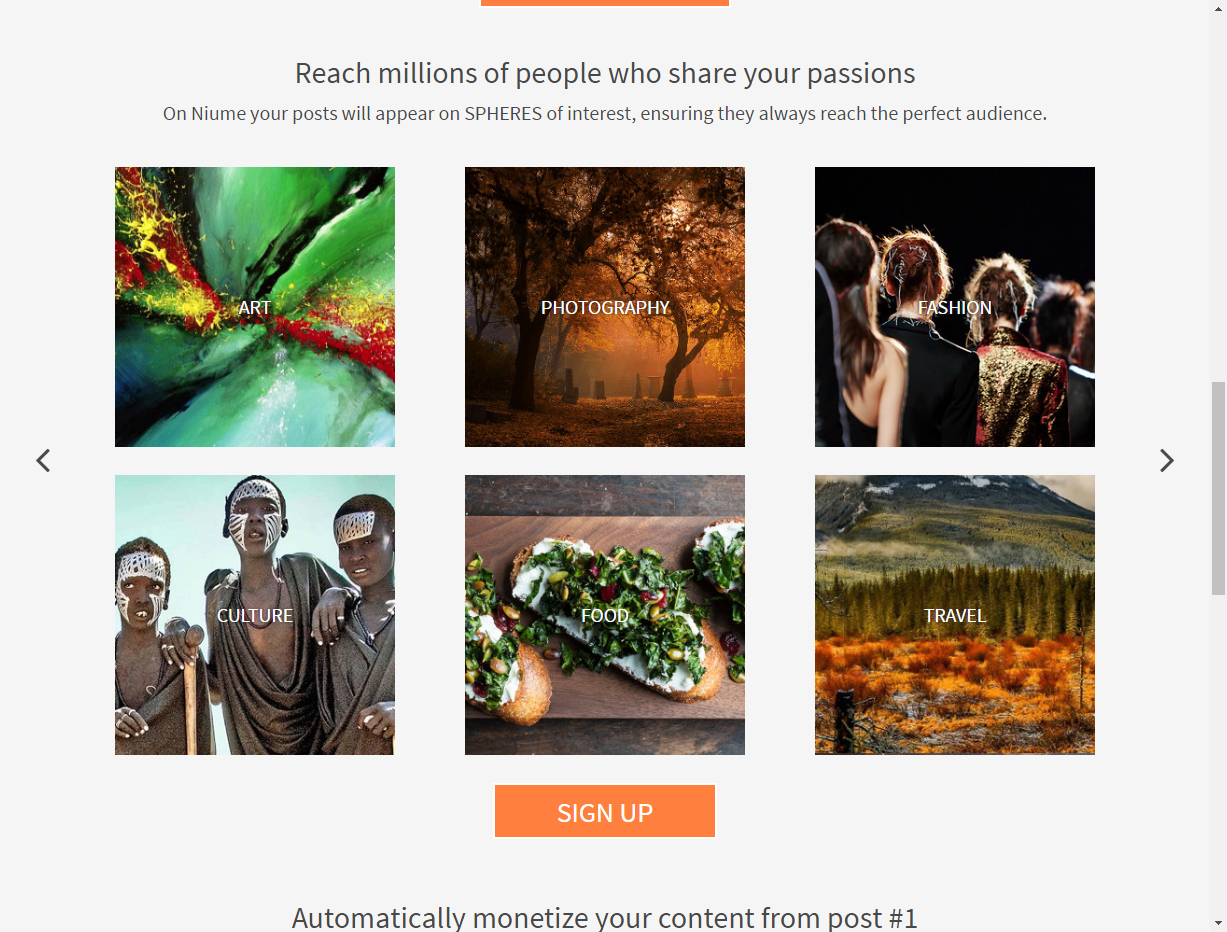 Reach millions of people who share your passions
On Niume your posts will appear on SPHERES of interest, ensuring they always reach the perfect audience.
ART
PHOTOGRAPHY
FASHION
CULTURE
FOOD
TRAVEL
SIGN UP
Automatically monetize your content from post #1